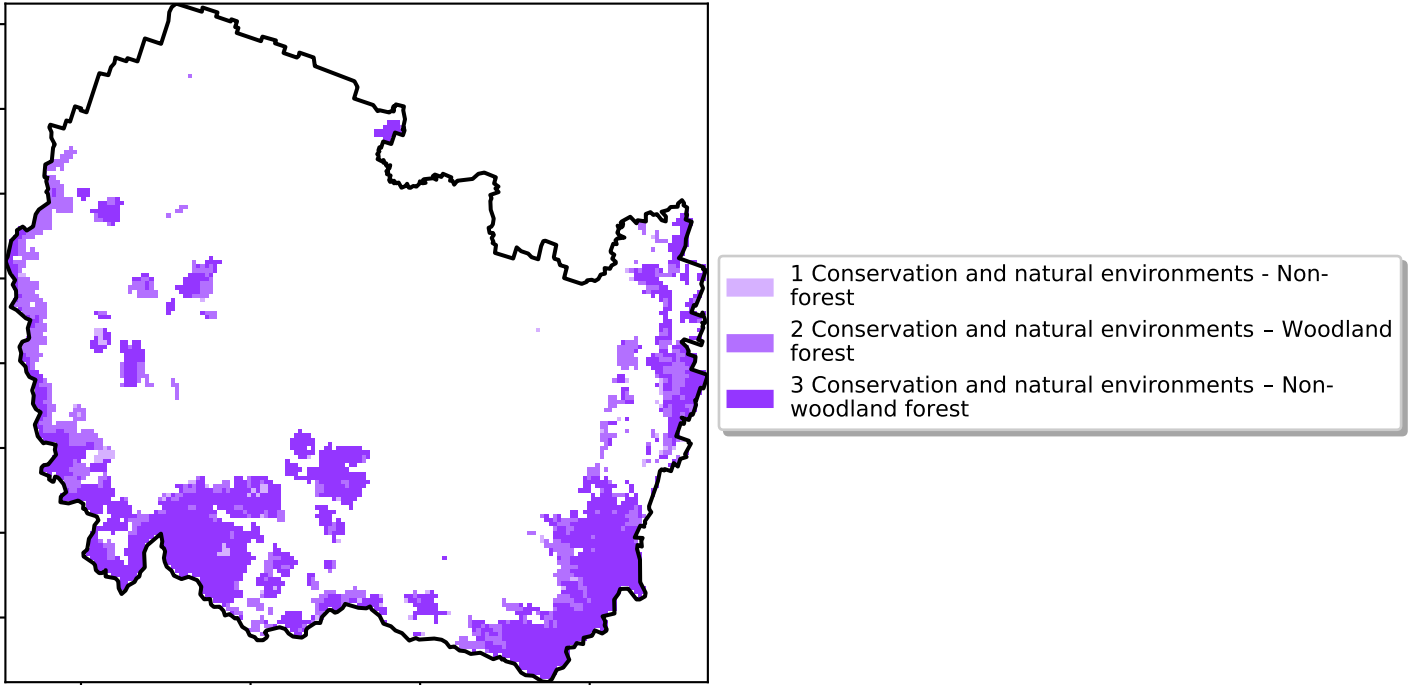 1 Conservation and natural environments - Non-
forest
2 Conservation and natural environments – Woodland
forest
3 Conservation and natural environments – Non-
woodland forest